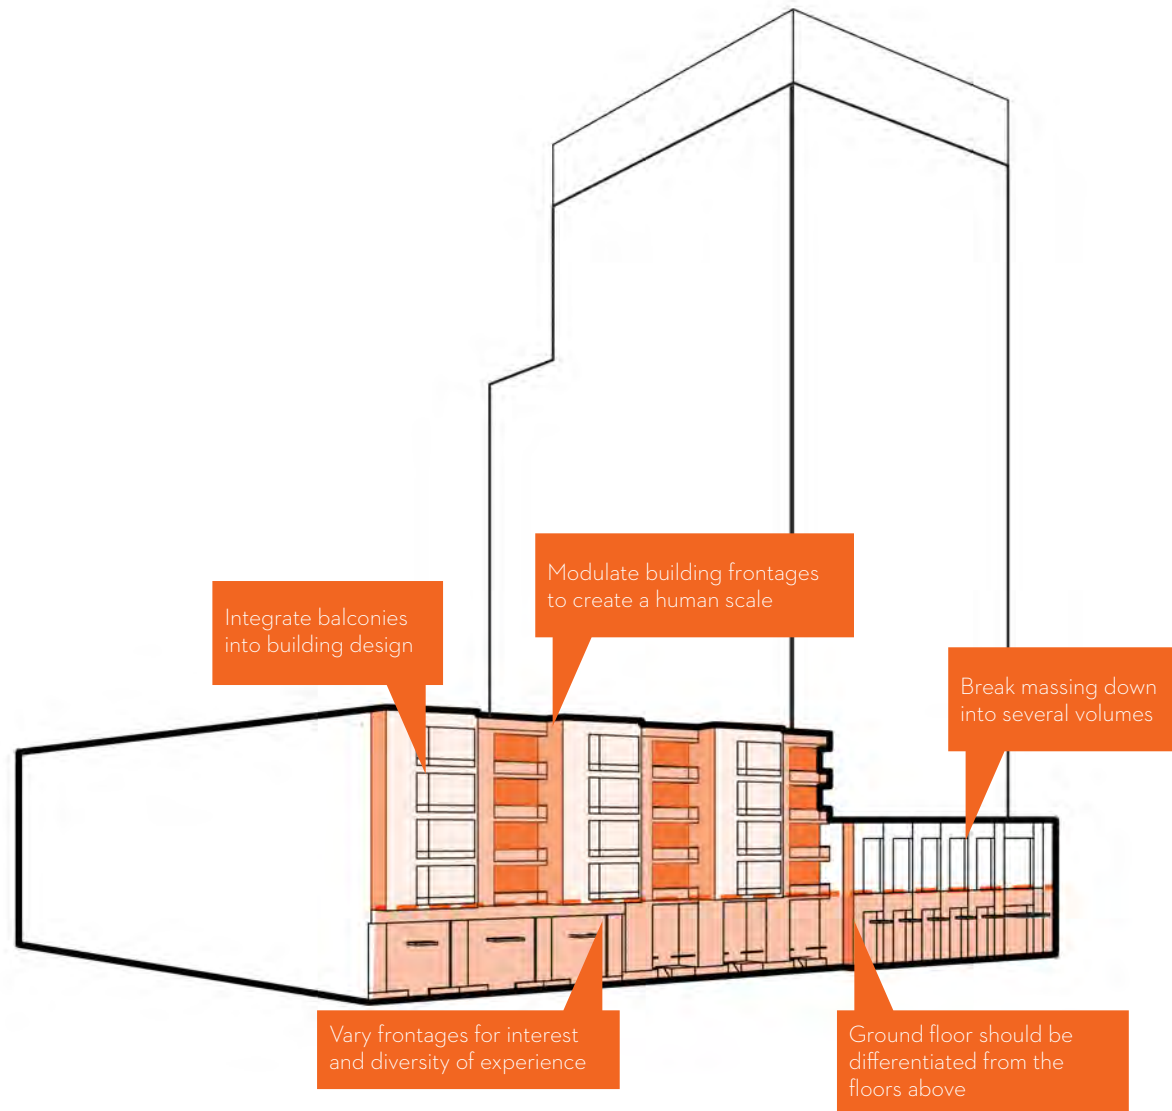 Modulate building frontages
to create a human scale
Integrate balconies
into building design
Break massing down
into several volumes
Vary frontages for interest
and diversity of experience
Ground floor should be
differentiated from the
floors above